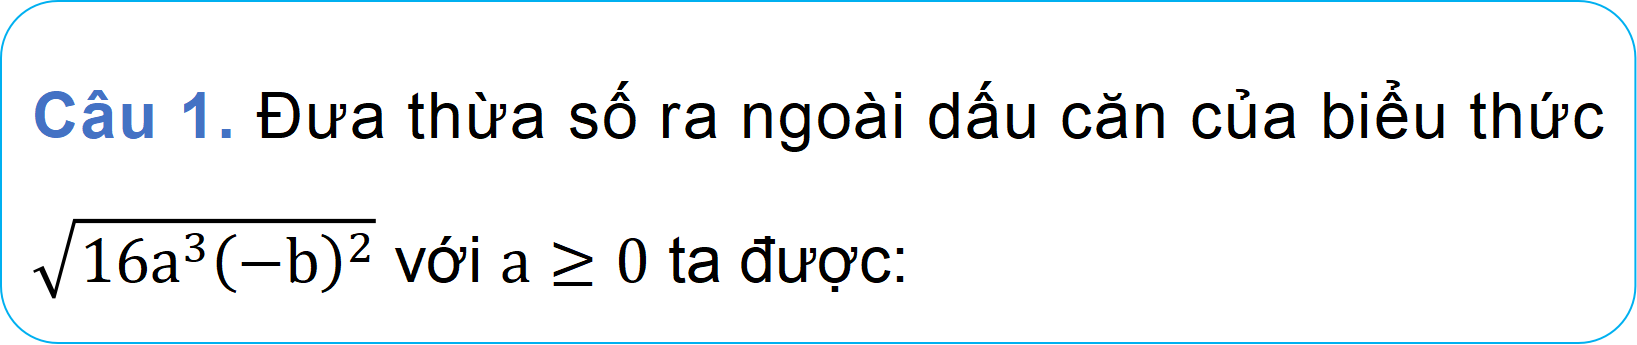 Câu 1. Đưa thừa số ra ngoài dấu căn của biểu thức
√16a³(−b)² với a ≥ 0 ta được: